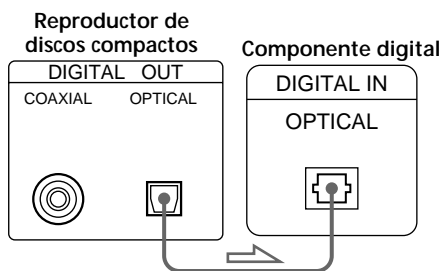 Reproductor de
discos compactos
DIGITAL OUT
COAXIAL OPTICAL
Componente digital
DIGITAL IN
OPTICAL